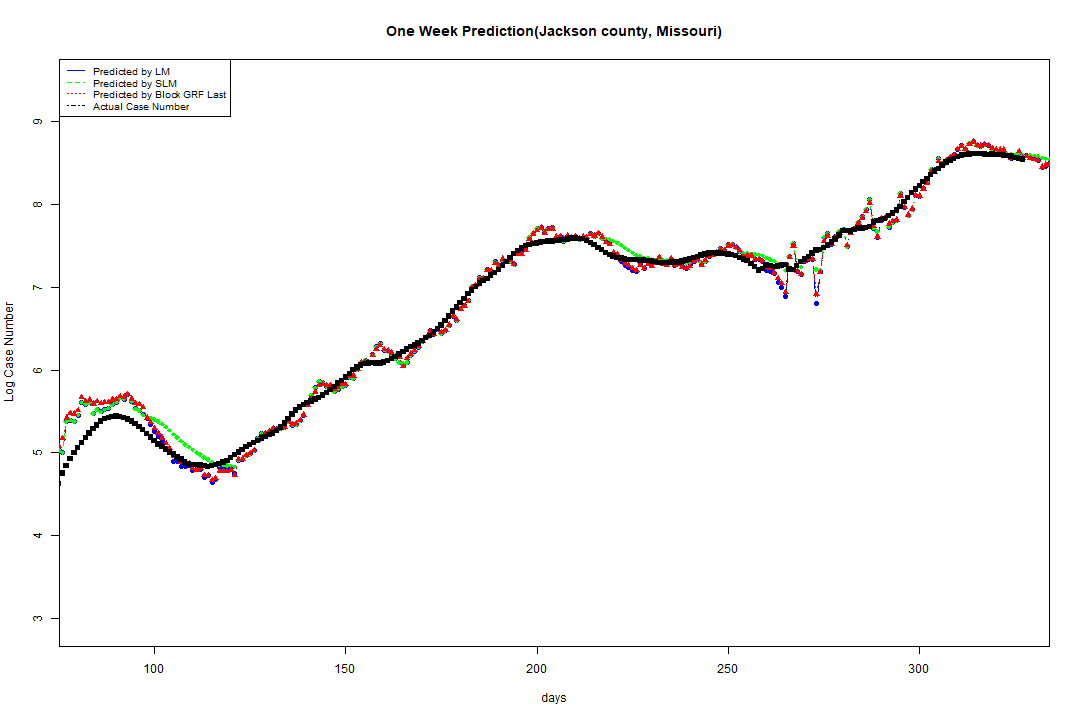 One Week Prediction(Jackson county, Missouri)
Predicted by LM
Predicted by SLM
Predicted by Block GRF Last
Actual Case Number
9
8
7
6
5
4
3
Log Case Number
100 150 200 250 300
days